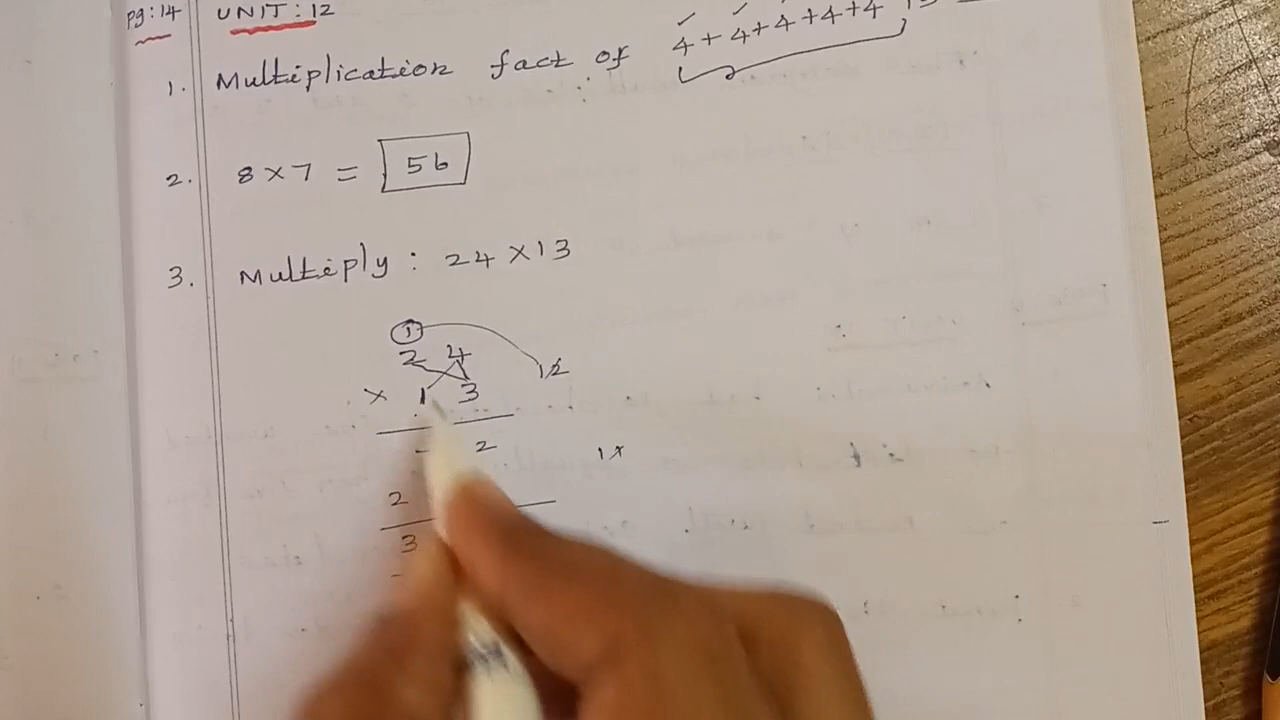 pg:14 UNIT:12
1. Multiplication fact of 4+4+4+4+4
2. 8×7 = 56
3. Multiply: 24×13
1
2 4 12
× 1 3
2 1×
2
3